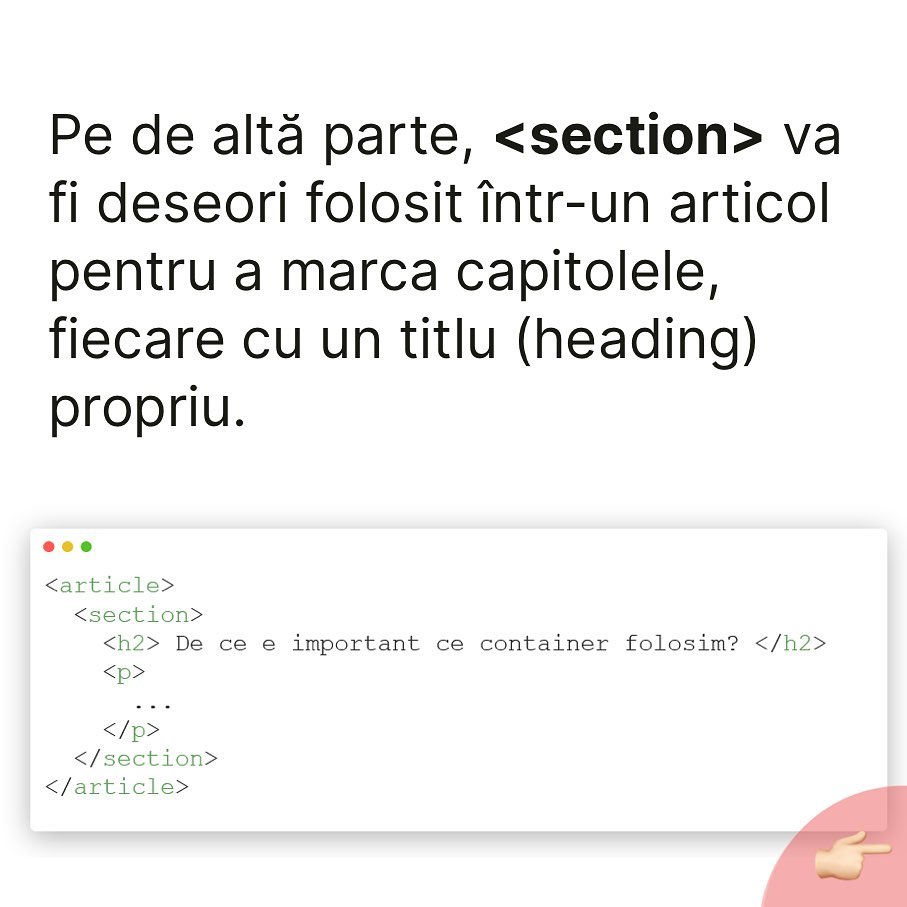 Pe de altă parte, <section> va
fi deseori folosit într-un articol
pentru a marca capitolele,
fiecare cu un titlu (heading)
propriu.
<article>
<section>
<h2> De ce e important ce container folosim? </h2>
<p>
...
</p>
</section>
</article>